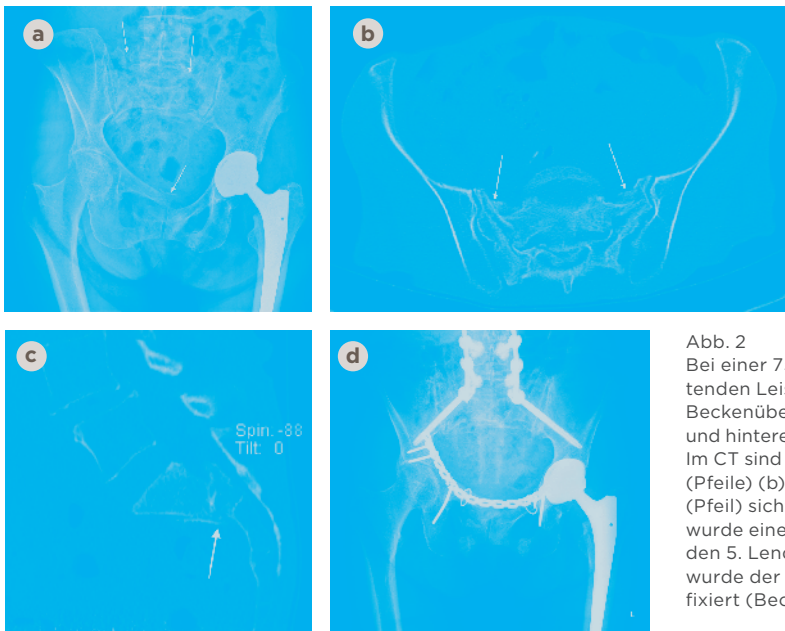 a
b
c
Spin. -88
Tilt: 0
d
L
Abb. 2
Bei einer 7
tenden Leis
Beckenübe
und hintere
Im CT sind
(Pfeile) (b)
(Pfeil) sich
wurde eine
den 5. Lend
wurde der
fixiert (Bec